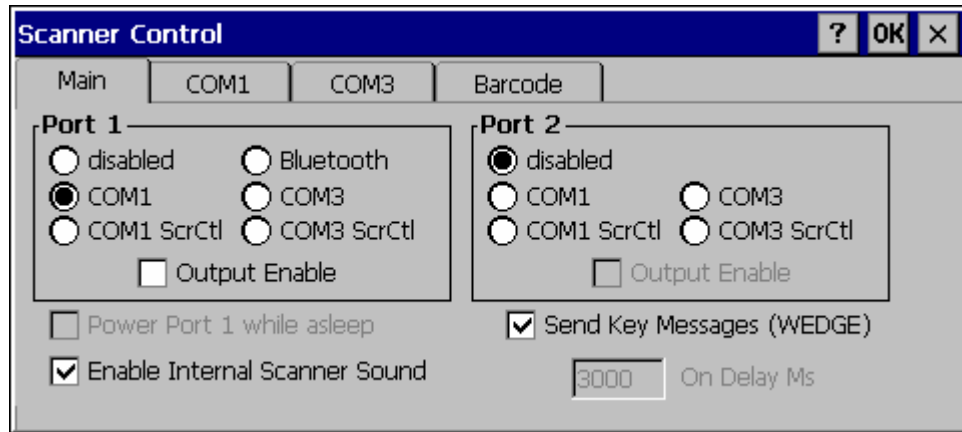 Scanner Control ? OK ×
Main COM1 COM3 Barcode
Port 1
disabled Bluetooth
COM1 COM3
COM1 ScrCtl COM3 ScrCtl
Output Enable
Port 2
disabled
COM1 COM3
COM1 ScrCtl COM3 ScrCtl
Output Enable
Power Port 1 while asleep
Send Key Messages (WEDGE)
Enable Internal Scanner Sound
3000 On Delay Ms